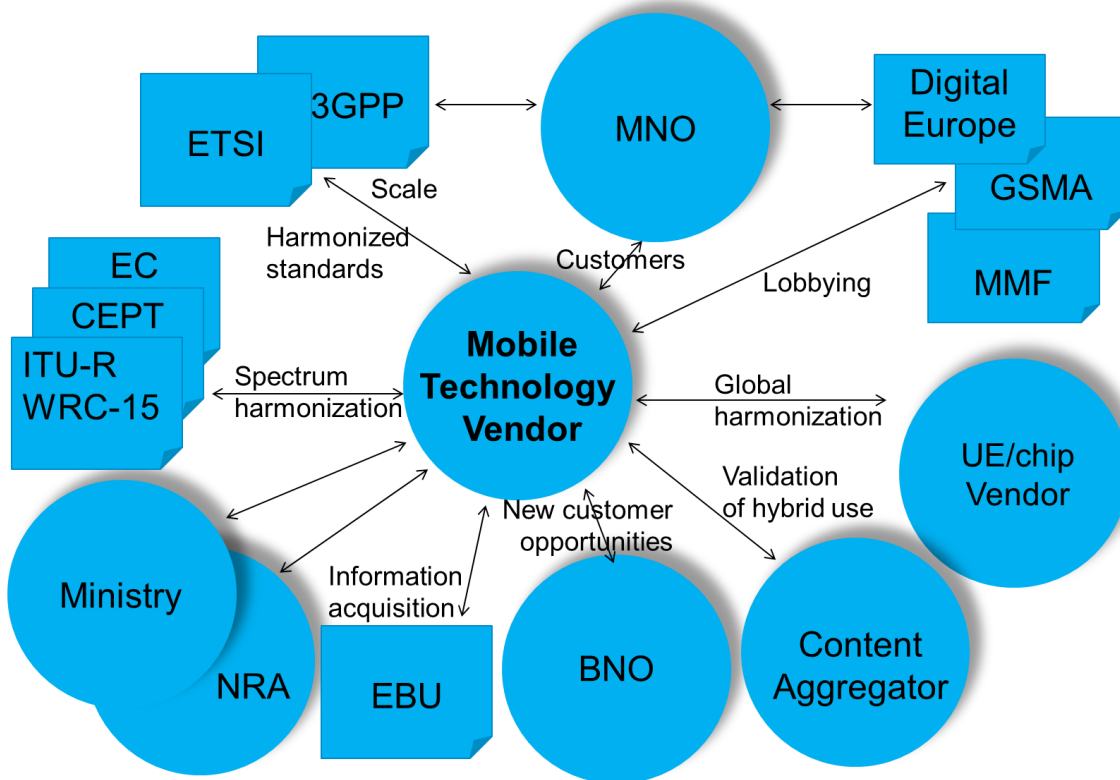 3GPP
ETSI
MNO
Digital
Europe
GSMA
MMF
Scale
Harmonized
standards
Customers
Lobbying
EC
CEPT
ITU-R
WRC-15
Spectrum
harmonization
Mobile
Technology
Vendor
Global
harmonization
UE/chip
Vendor
Validation
of hybrid use
New customer
opportunities
Information
acquisition
Ministry
NRA
EBU
BNO
Content
Aggregator